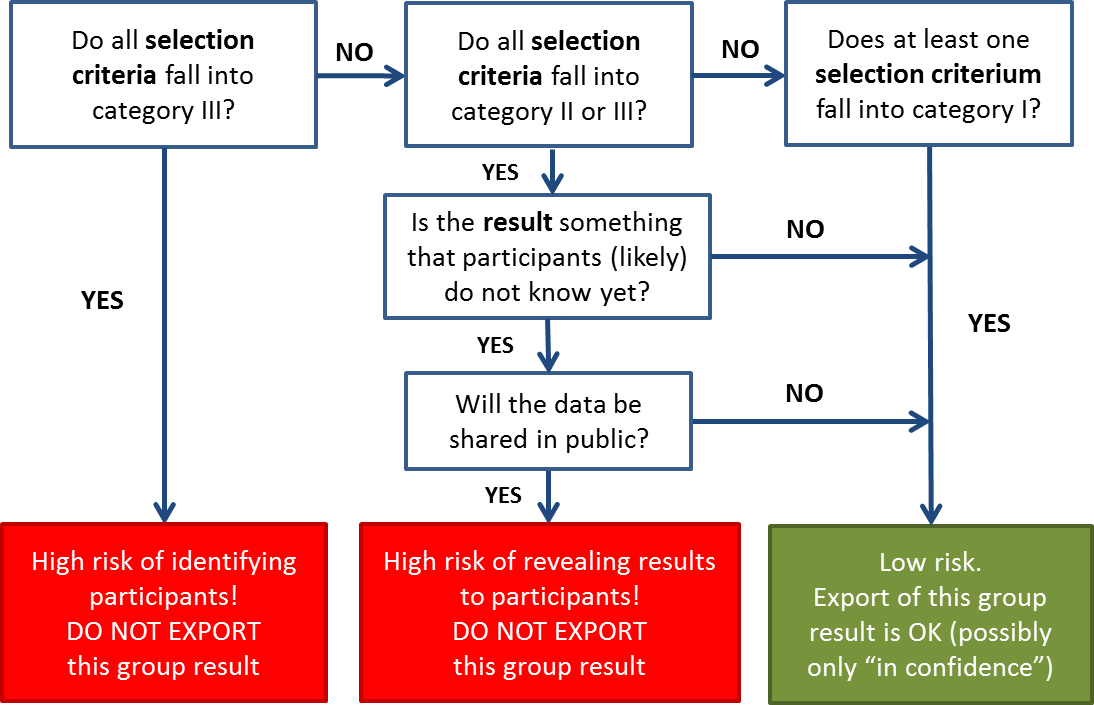 Do all selection
criteria fall into
category III?
NO
Do all selection
criteria fall into
category II or III?
NO
Does at least one
selection criterium
fall into category I?
YES
Is the result something
that participants (likely)
do not know yet?
NO
YES
YES
YES
Will the data be
shared in public?
NO
YES
High risk of identifying
participants!
DO NOT EXPORT
this group result
High risk of revealing results
to participants!
DO NOT EXPORT
this group result
Low risk.
Export of this group
result is OK (possibly
only “in confidence”)